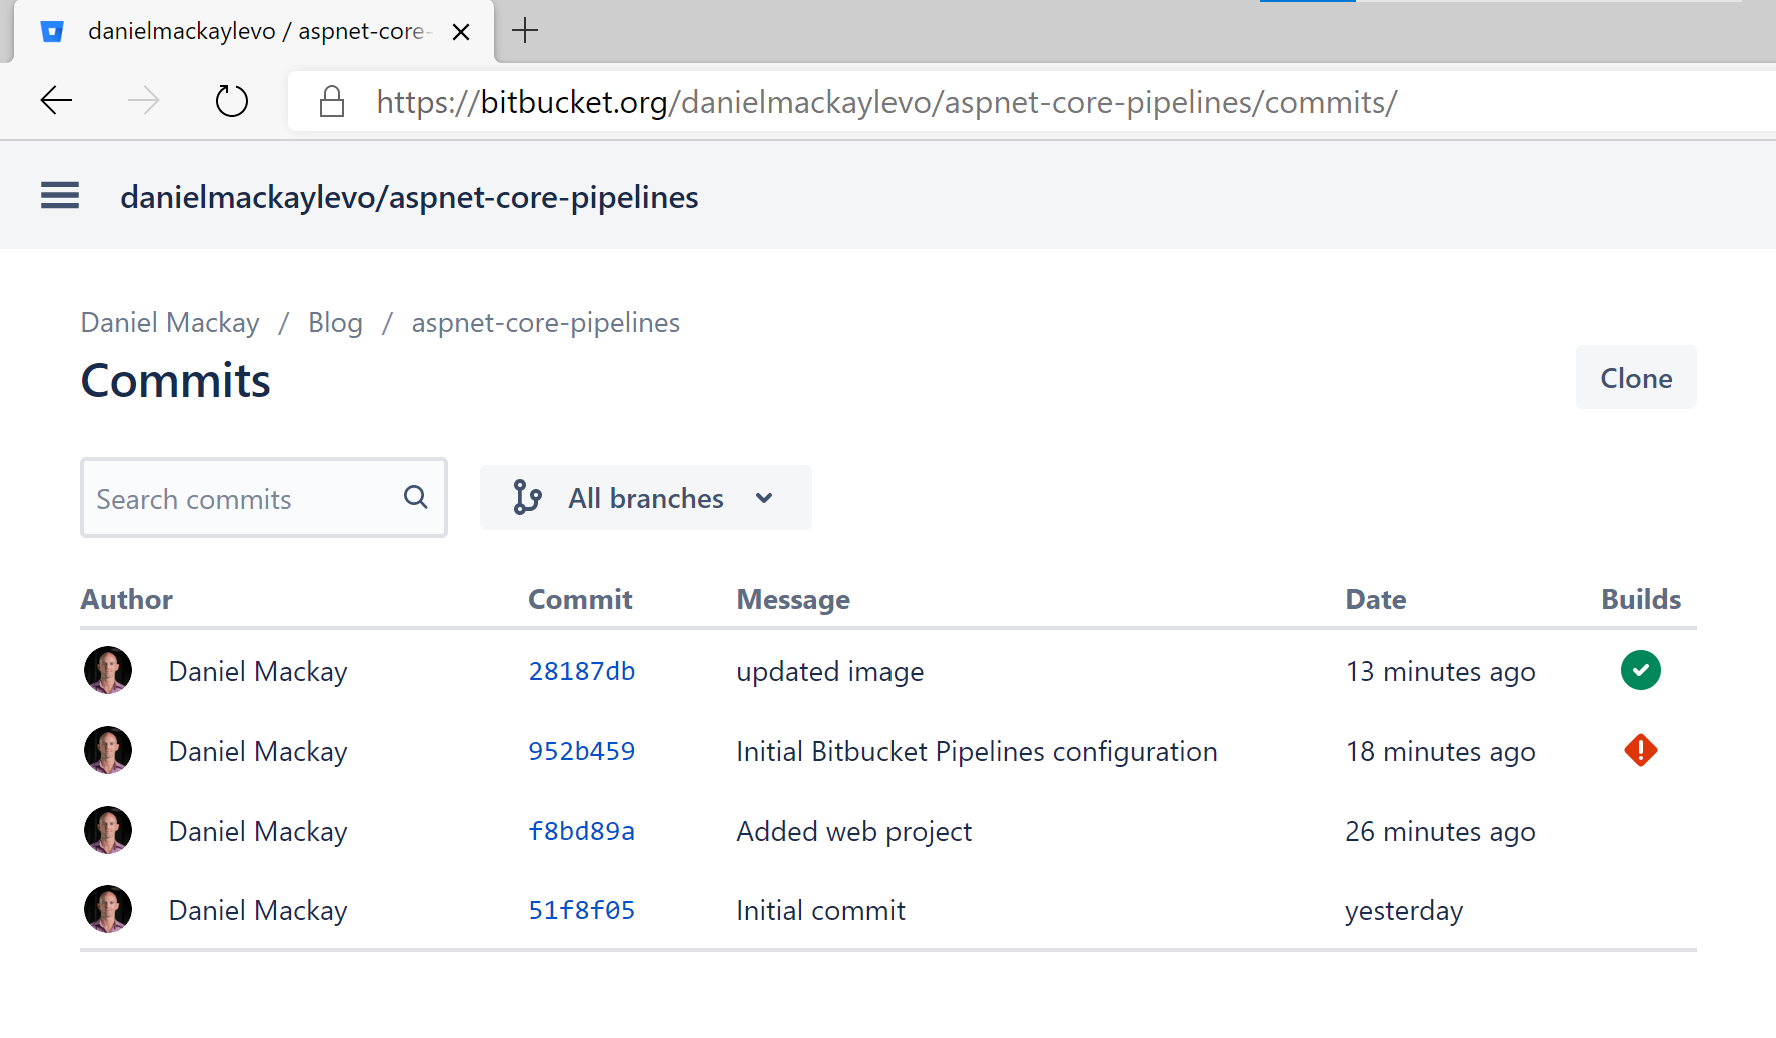 danielmackaylevo / aspnet-core-
https://bitbucket.org/danielmackaylevo/aspnet-core-pipelines/commits/
danielmackaylevo/aspnet-core-pipelines
Daniel Mackay / Blog / aspnet-core-pipelines
Commits
Clone
Search commits All branches
Author Commit Message Date Builds
Daniel Mackay 28187db updated image 13 minutes ago
Daniel Mackay 952b459 Initial Bitbucket Pipelines configuration 18 minutes ago
Daniel Mackay f8bd89a Added web project 26 minutes ago
Daniel Mackay 51f8f05 Initial commit yesterday